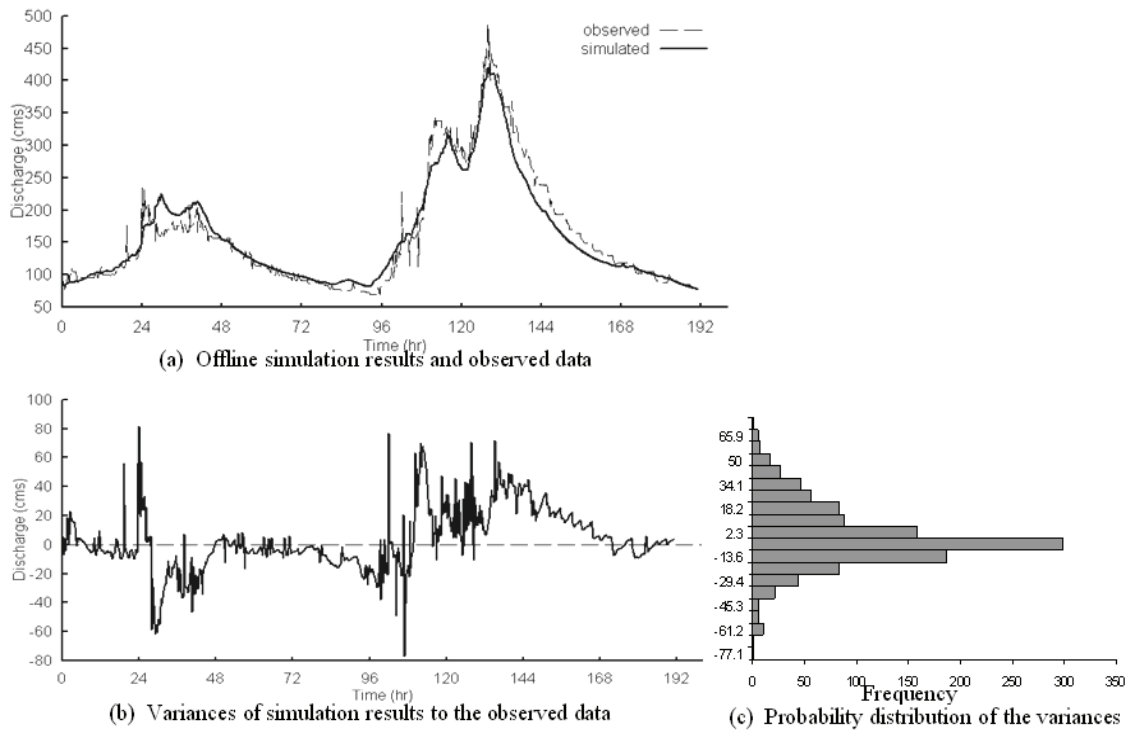 500
450
400
350
300
250
200
150
100
50
Discharge (cms)
observed
simulated
0 24 48 72 96 120 144 168 192
Time (hr)
(a) Offline simulation results and observed data
100
80
60
40
20
0
-20
-40
-60
-80
Discharge (cms)
0 24 48 72 96 120 144 168 192
Time (hr)
(b) Variances of simulation results to the observed data
65.9
50
34.1
18.2
2.3
-13.6
-29.4
-45.3
-61.2
-77.1
0 50 100 150 200 250 300 350
Frequency
(c) Probability distribution of the variances